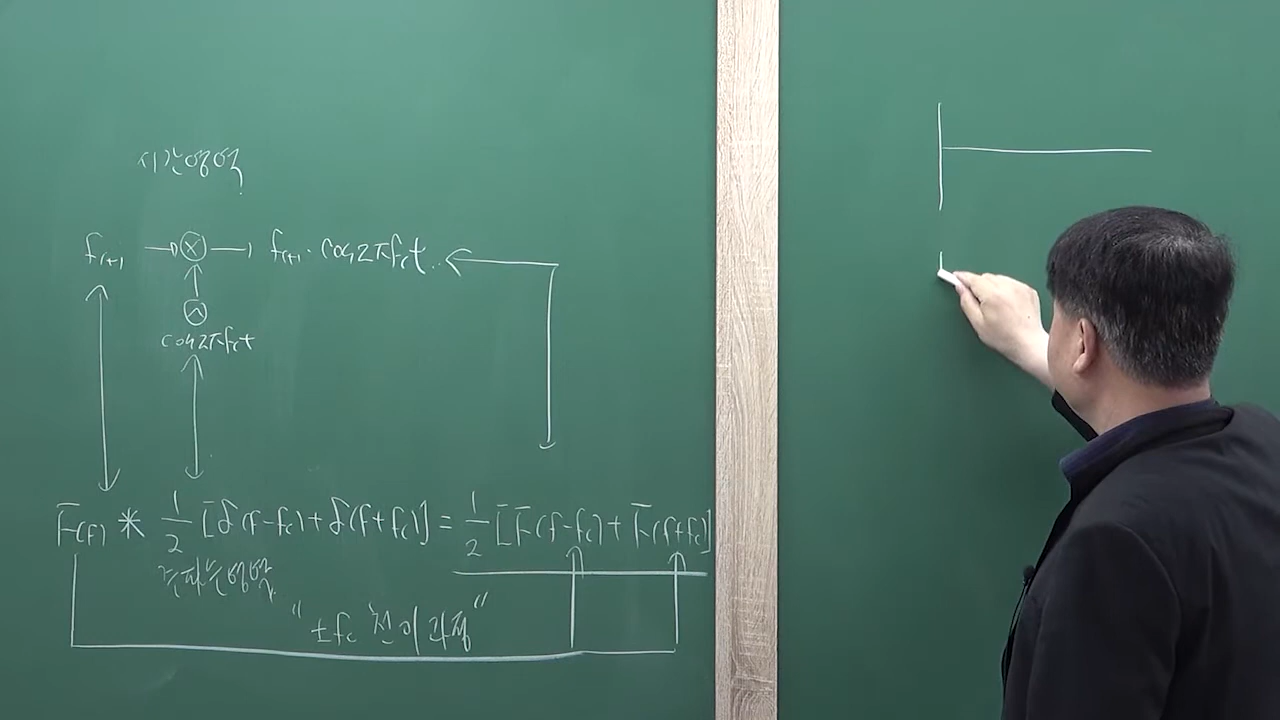 시간영역
f(t) → ⊗ → f(t)· cos2πfct
cos2πfct
F(f) * 1/2 [δ(f-fc)+δ(f+fc)] = 1/2 [F(f-fc)+F(f+fc)]
주파수영역
"±fc 천이과정"